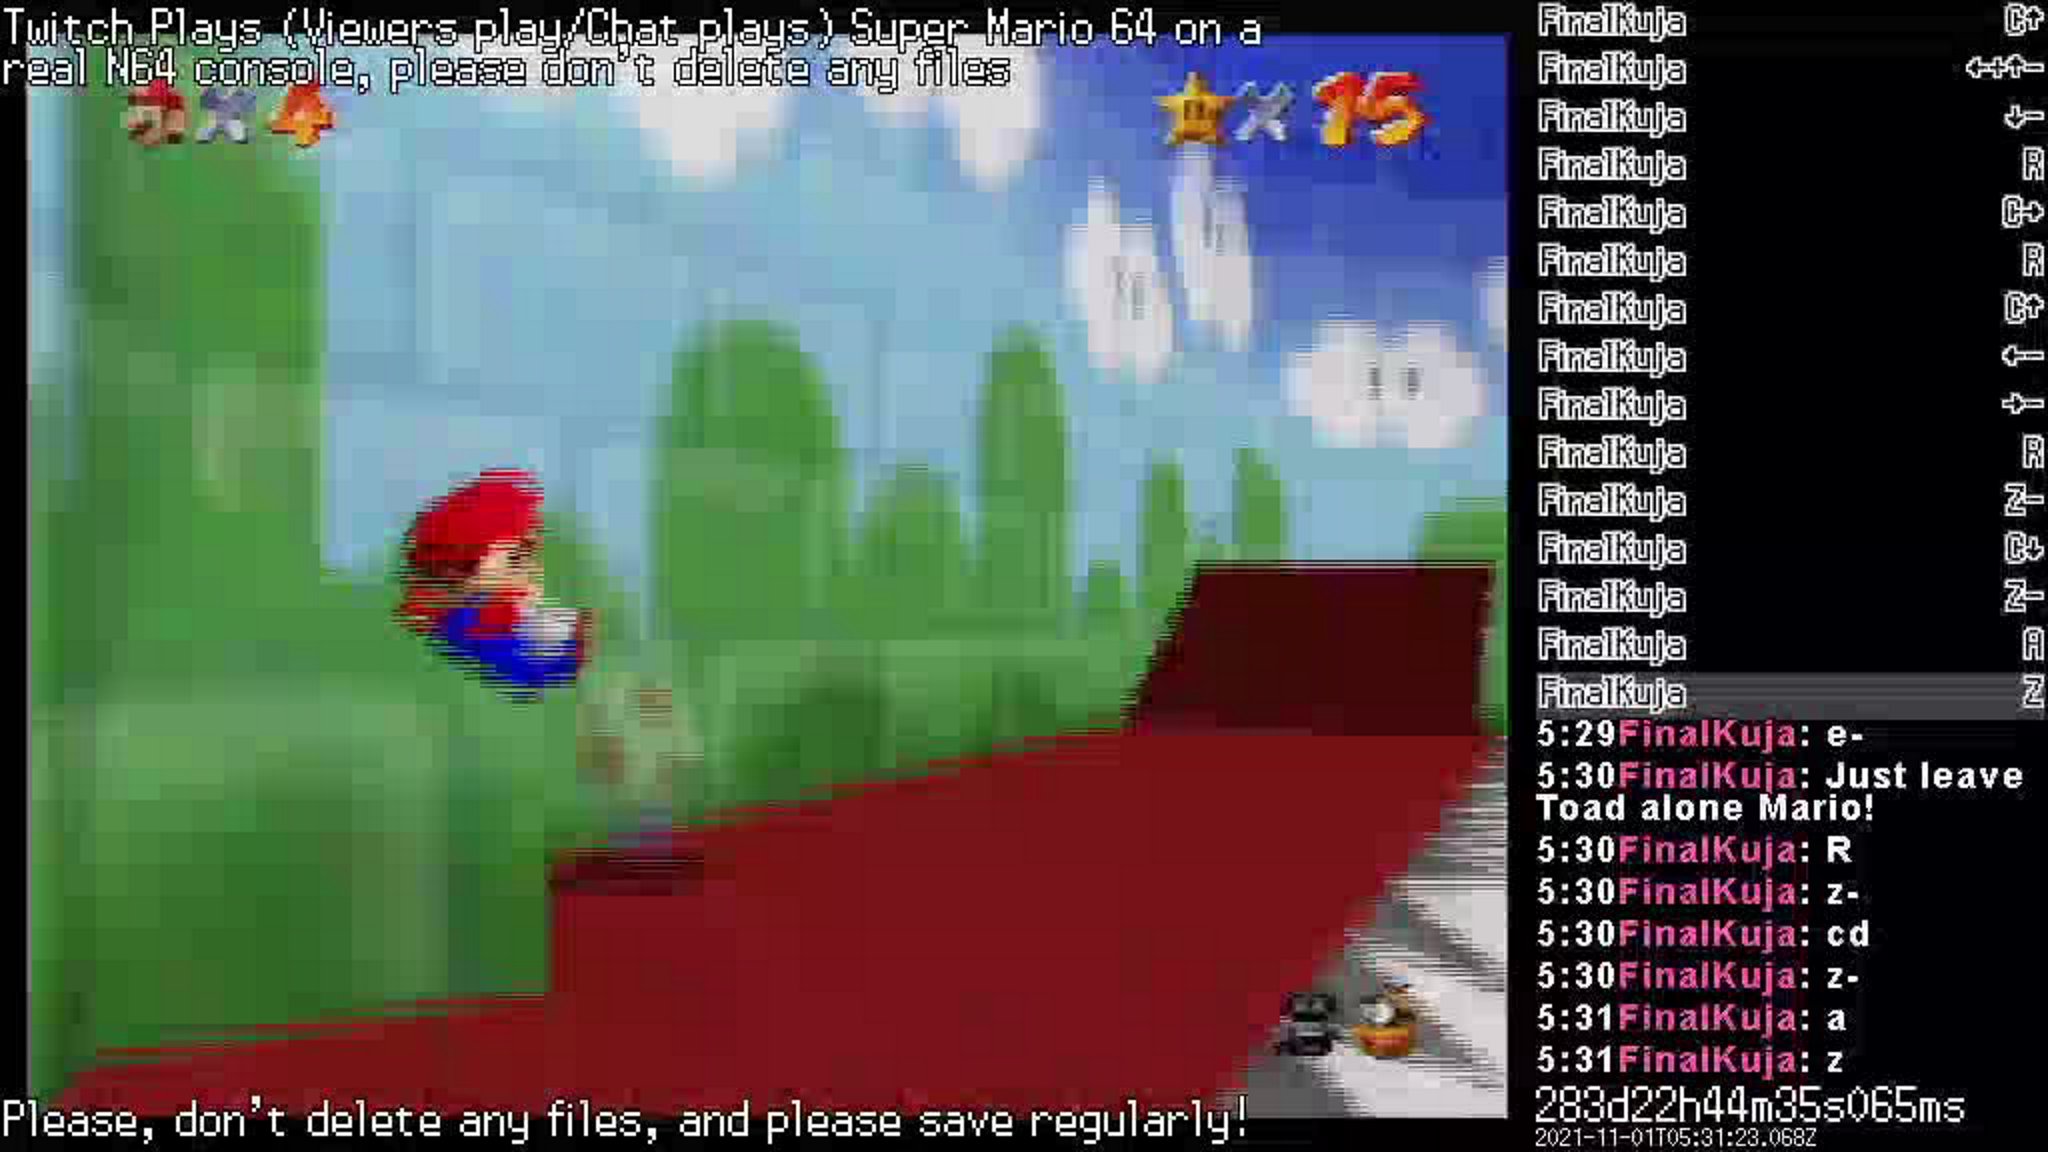 Twitch Plays (Viewers play/Chat plays) Super Mario 64 on a
real N64 console, please don't delete any files
4
15
FinalKuja C↑
FinalKuja ←+↑-
FinalKuja ↓-
FinalKuja R
FinalKuja C→
FinalKuja R
FinalKuja C↑
FinalKuja ←-
FinalKuja →-
FinalKuja R
FinalKuja Z-
FinalKuja C↓
FinalKuja Z-
FinalKuja A
FinalKuja Z
5:29FinalKuja: e-
5:30FinalKuja: Just leave
Toad alone Mario!
5:30FinalKuja: R
5:30FinalKuja: z-
5:30FinalKuja: cd
5:30FinalKuja: z-
5:31FinalKuja: a
5:31FinalKuja: z
283d22h44m35s065ms
2021-11-01T05:31:23.068Z
Please, don't delete any files, and please save regularly!